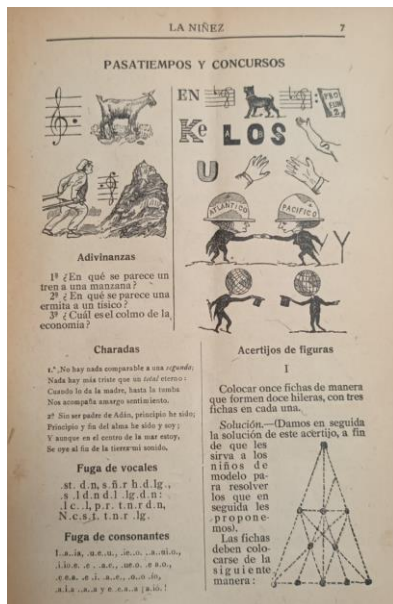 LA NIÑEZ 7
PASATIEMPOS Y CONCURSOS
EN
PRO
Ke LOS
U
ATLANTICO PACIFICO
Y Y
Adivinanzas
1ª ¿En qué se parece un
tren a una manzana?
2ª ¿En qué se parece una
ermita a un tísico?
3ª ¿Cuál es el colmo de la
economía?
Charadas
1.ª No hay nada comparable a una segundo;
Nada hay más triste que un total eterno:
Cuando lo da la madre, hasta la tumba
Nos acompaña amargo sentimiento.
2ª Sin ser padre de Adán, principio he sido;
Principio y fin del alma he sido y soy;
Y aunque en el centro de la mar estoy,
Se oye al fin de la tierra mi sonido.
Fuga de vocales
.st. d.n, s.ñ.r h.d.lg.,
.s .l d.nd.l .lg.d.n:
.l c..l, p.r. t.n.r d.n,
N.c.s.t. t.n.r .lg.
Fuga de consonantes
Acertijos de figuras
I
Colocar once fichas de manera
que formen doce hileras, con tres
fichas en cada una.
Solución.—(Damos en seguida
la solución de este acertijo, a fin
de que les
sirva a los
niños de
modelo pa-
ra resolver
los que en
seguida les
propone-
mos).
Las fichas
deben colo-
carse de la
siguiente
manera: